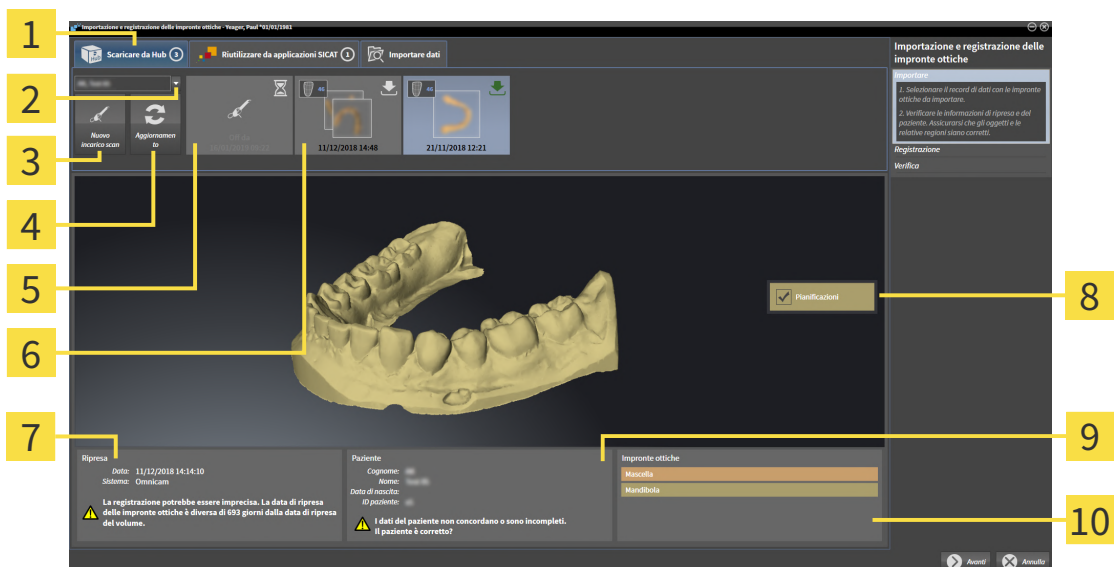 Importazione e registrazione delle impronte ottiche - Yeager, Paul *01/01/1981
1
Scaricare da Hub 3
Riutilizzare da applicazioni SICAT 1
Importare dati
Importazione e registrazione delle
impronte ottiche
Importare
1. Selezionare il record di dati con le impronte
ottiche da importare.
2. Verificare le informazioni di ripresa e del
paziente. Assicurarsi che gli oggetti e le
relative regioni siano corretti.
Registrazione
Verifica
2
3
4
5
6
Nuovo
incarico scan
Aggiornamen
to
46
11/12/2018 14:48
46
21/11/2018 12:21
Pianificazioni
8
7
9
10
Ripresa
Data: 11/12/2018 14:14:10
Sistema: Omnicam
La registrazione potrebbe essere imprecisa. La data di ripresa
delle impronte ottiche è diversa di 693 giorni dalla data di ripresa
del volume.
Paziente
Cognome:
Nome:
Data di nascita:
ID paziente:
I dati del paziente non concordano o sono incompleti.
Il paziente è corretto?
Impronte ottiche
Mascella
Mandibola
Avanti
Annulla